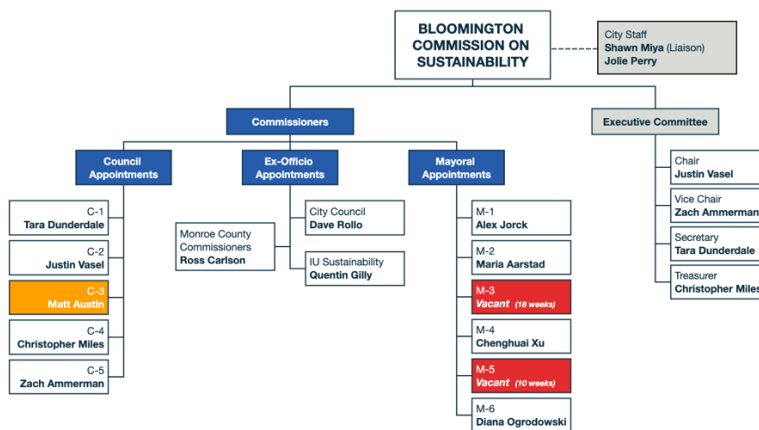 BLOOMINGTON
COMMISSION ON
SUSTAINABILITY
City Staff
Shawn Miya (Liaison)
Jolie Perry
Commissioners
Executive Committee
Council
Appointments
Ex-Officio
Appointments
Mayoral
Appointments
C-1
Tara Dunderdale
C-2
Justin Vasel
C-3
Matt Austin
C-4
Christopher Miles
C-5
Zach Ammerman
Monroe County
Commissioners
Ross Carlson
City Council
Dave Rollo
IU Sustainability
Quentin Gilly
M-1
Alex Jorck
M-2
Maria Aarstad
M-3
Vacant (18 weeks)
M-4
Chenghuai Xu
M-5
Vacant (10 weeks)
M-6
Diana Ogrodowski
Chair
Justin Vasel
Vice Chair
Zach Ammerman
Secretary
Tara Dunderdale
Treasurer
Christopher Miles